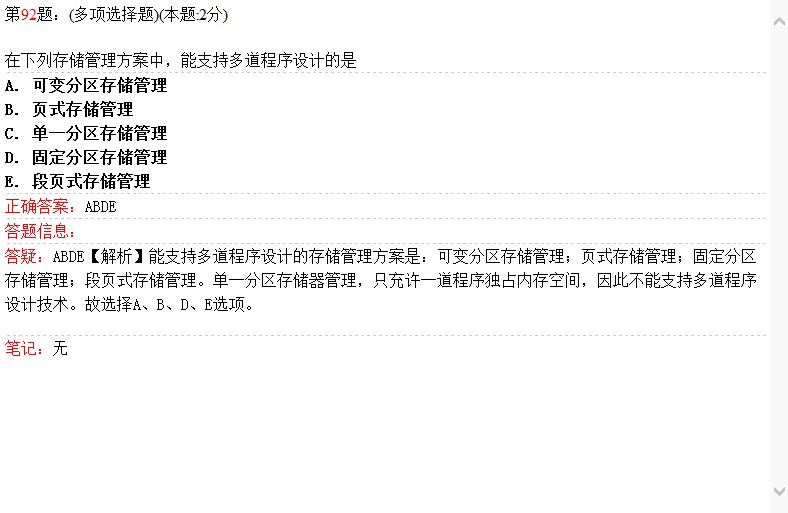 第92题：(多项选择题)(本题:2分)
在下列存储管理方案中，能支持多道程序设计的是
A. 可变分区存储管理
B. 页式存储管理
C. 单一分区存储管理
D. 固定分区存储管理
E. 段页式存储管理
正确答案：ABDE
答题信息：
答疑：ABDE【解析】能支持多道程序设计的存储管理方案是：可变分区存储管理；页式存储管理；固定分区
存储管理；段页式存储管理。单一分区存储器管理，只充许一道程序独占内存空间，因此不能支持多道程序
设计技术。故选择A、B、D、E选项。
笔记：无